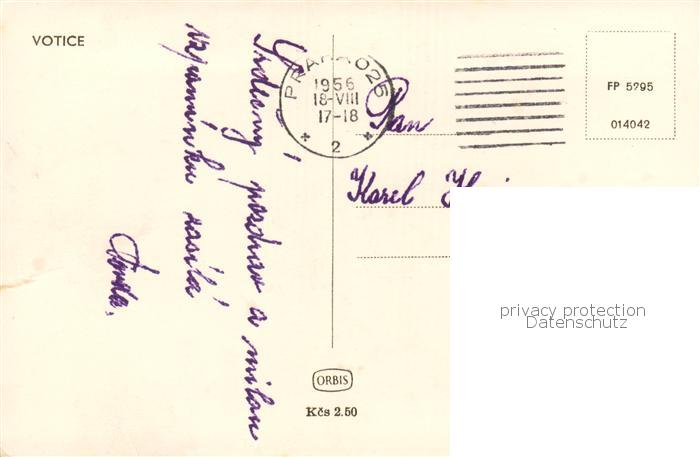 VOTICE
Srdečný pozdrav a milou
vzpomínku zasílá
PRAHA 025
1956
18-VIII
17-18
* 2 *
FP 5295
014042
Pan
Karel
privacy protection
Datenschutz
ORBIS
Kčs 2.50